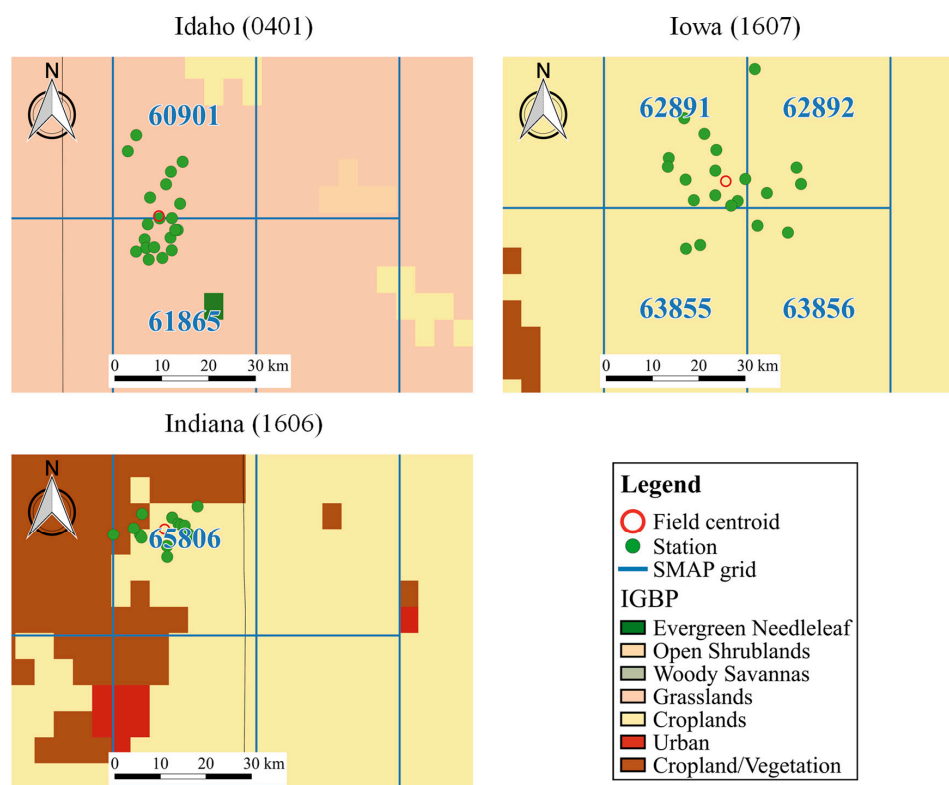 Idaho (0401)
N
60901
61865
0 10 20 30 km
Iowa (1607)
N
62891 62892
63855 63856
0 10 20 30 km
Indiana (1606)
N
65806
0 10 20 30 km
Legend
Field centroid
Station
SMAP grid
IGBP
Evergreen Needleleaf
Open Shrublands
Woody Savannas
Grasslands
Croplands
Urban
Cropland/Vegetation